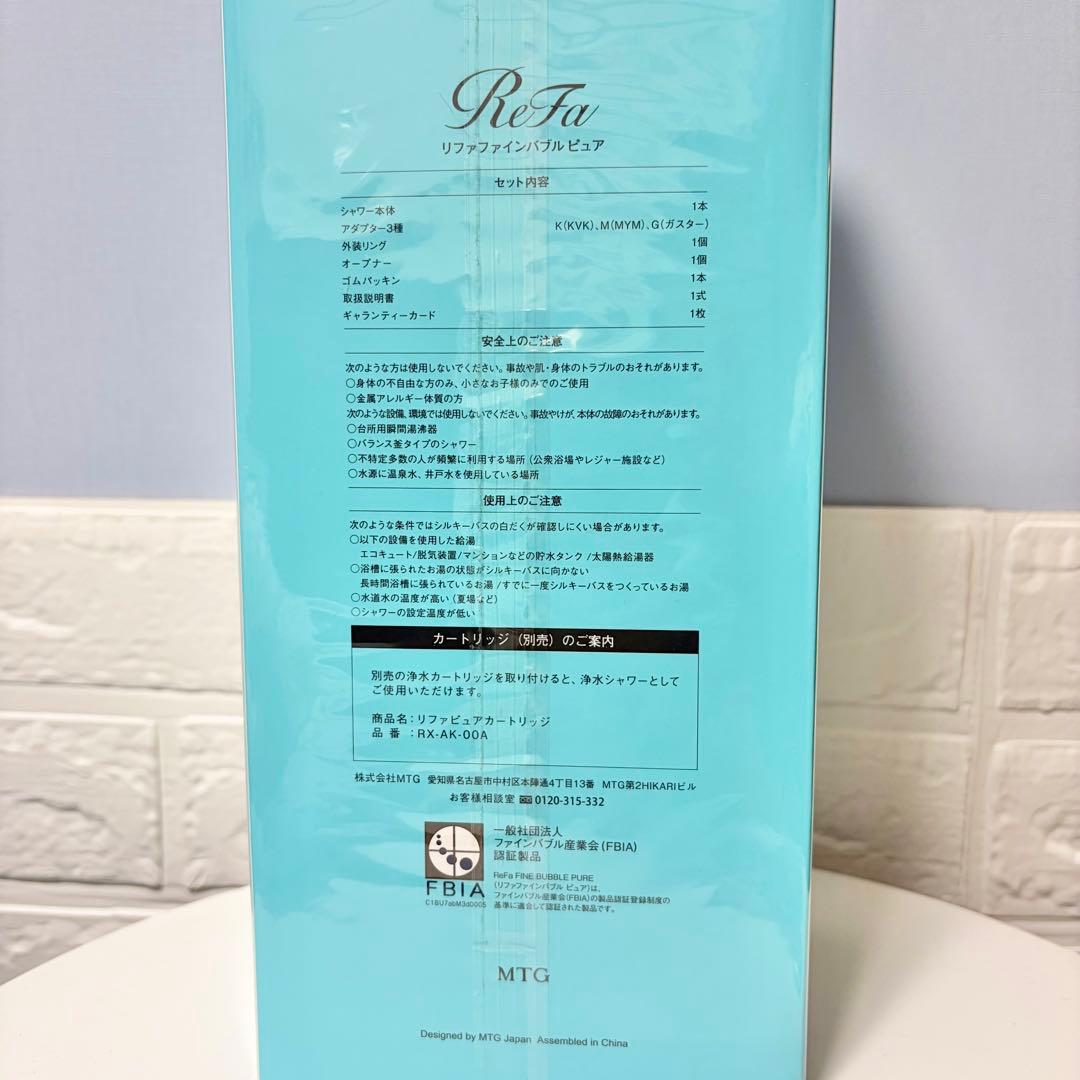 ReFa
リファファインバブル ピュア
セット内容
シャワー本体 1本
アダプター3種 K(KVK)、M(MYM)、G(ガスター)
外装リング 1個
オープナー 1個
ゴムパッキン 1本
取扱説明書 1式
ギャランティーカード 1枚
安全上のご注意
次のような方は使用しないでください。事故や肌・身体のトラブルのおそれがあります。
○身体の不自由な方のみ、小さなお子様のみでのご使用
○金属アレルギー体質の方
次のような設備、環境では使用しないでください。事故やけが、本体の故障のおそれがあります。
○台所用瞬間湯沸器
○バランス釜タイプのシャワー
○不特定多数の人が頻繁に利用する場所(公衆浴場やレジャー施設など)
○水源に温泉水、井戸水を使用している場所
使用上のご注意
次のような条件ではシルキーバスの白だくが確認しにくい場合があります。
○以下の設備を使用した給湯
エコキュート/脱気装置/マンションなどの貯水タンク /太陽熱給湯器
○浴槽に張られたお湯の状態がシルキーバスに向かない
長時間浴槽に張られているお湯 /すでに一度シルキーバスをつくっているお湯
○水道水の温度が高い(夏場など)
○シャワーの設定温度が低い
カートリッジ(別売)のご案内
別売の浄水カートリッジを取り付けると、浄水シャワーとして
ご使用いただけます。
商品名:リファピュアカートリッジ
品 番 :RX-AK-00A
株式会社MTG 愛知県名古屋市中村区本陣通4丁目13番 MTG第2HIKARIビル
お客様相談室 0120-315-332
一般社団法人
ファインバブル産業会(FBIA)
認証製品
FBIA
C1BU7abM3d0005
ReFa FINE BUBBLE PURE
(リファファインバブル ピュア)は、
ファインバブル産業会(FBIA)の製品認証登録制度の
基準に適合して認証された製品です。
MTG
Designed by MTG Japan Assembled in China